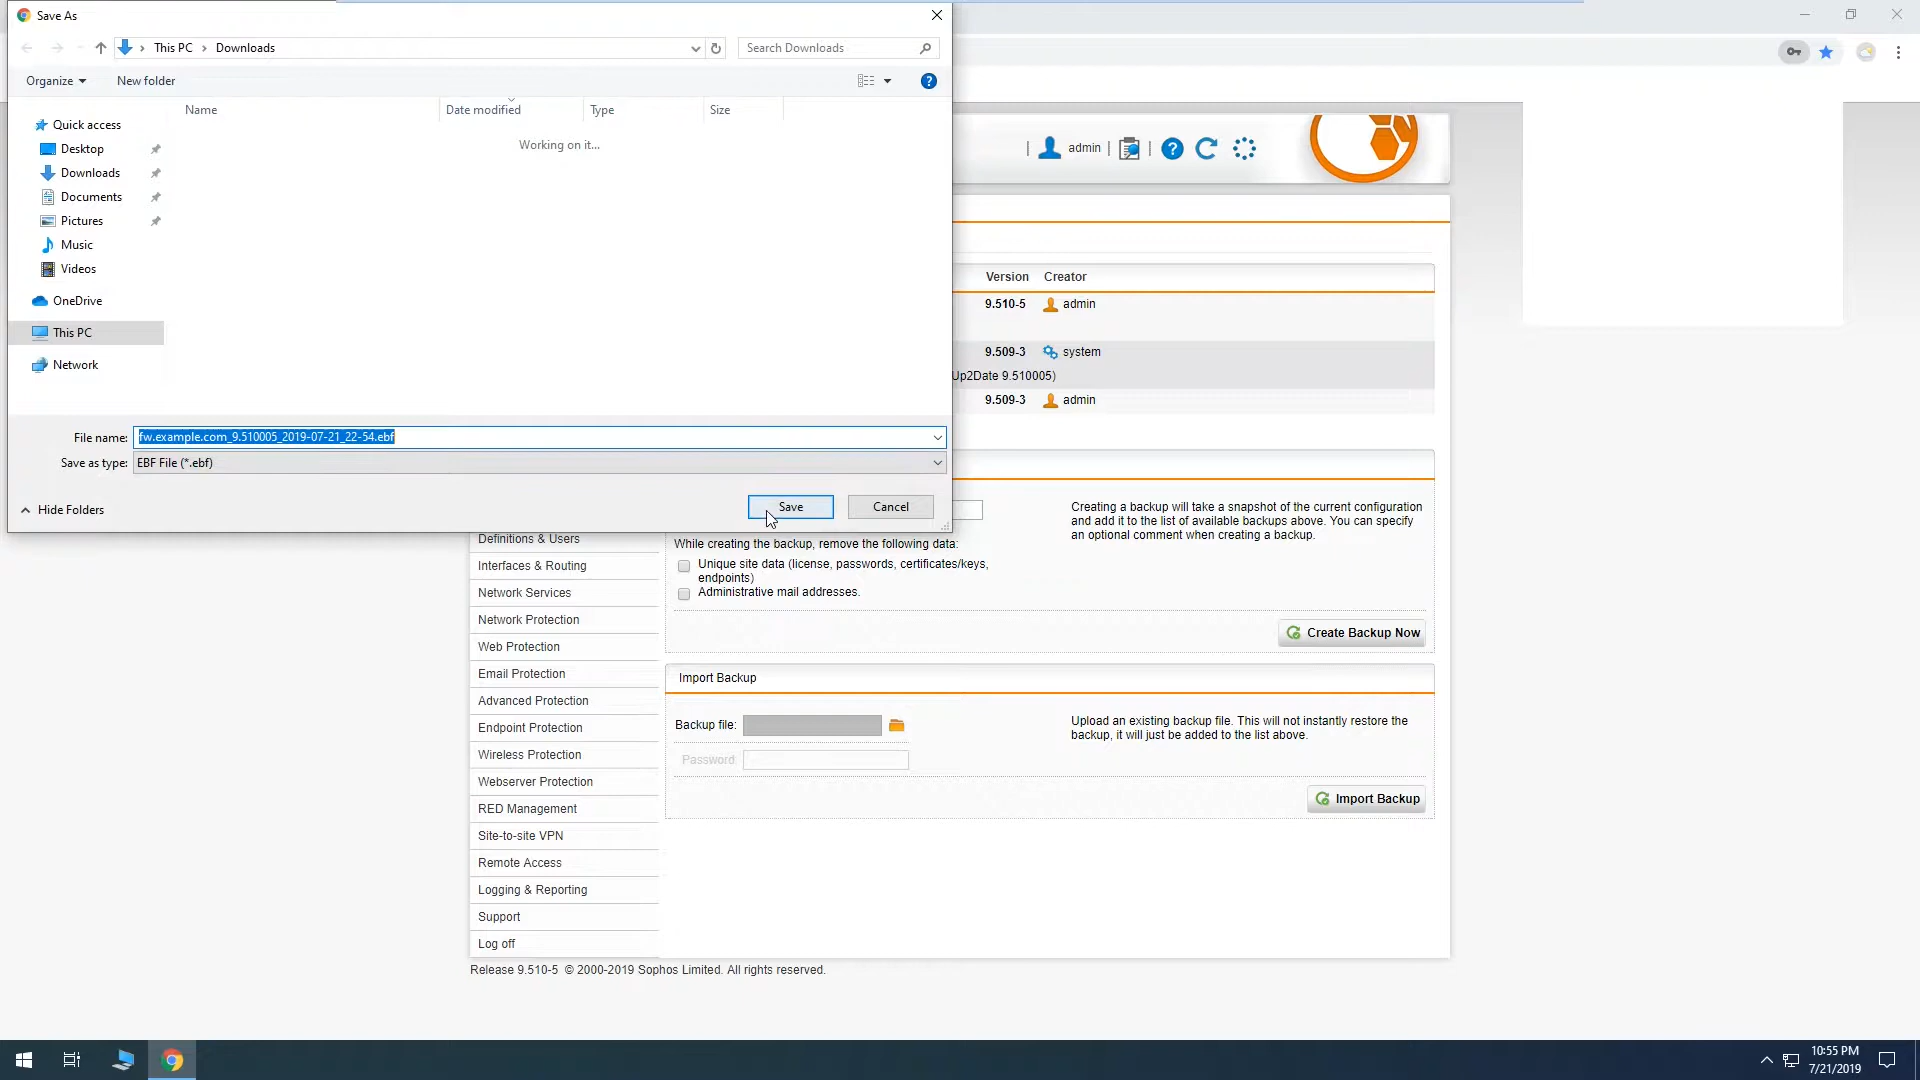 Save As
This PC
Downloads
Search Downloads
Organize
New folder
Name
Date modified
Type
Size
Working on it...
Quick access
Desktop
Downloads
Documents
Pictures
Music
Videos
OneDrive
This PC
Network
File name:
fw.example.com_9.510005_2019-07-21_22-54.ebf
Save as type:
EBF File (*.ebf)
Hide Folders
Save
Cancel
| admin | |
Version Creator
9.510-5 admin
9.509-3 system
Up2Date 9.510005)
9.509-3 admin
Creating a backup will take a snapshot of the current configuration
and add it to the list of available backups above. You can specify
an optional comment when creating a backup.
While creating the backup, remove the following data:
Unique site data (license, passwords, certificates/keys,
endpoints)
Administrative mail addresses.
Create Backup Now
Import Backup
Backup file:
Password:
Upload an existing backup file. This will not instantly restore the
backup, it will just be added to the list above.
Import Backup
Definitions & Users
Interfaces & Routing
Network Services
Network Protection
Web Protection
Email Protection
Advanced Protection
Endpoint Protection
Wireless Protection
Webserver Protection
RED Management
Site-to-site VPN
Remote Access
Logging & Reporting
Support
Log off
Release 9.510-5 © 2000-2019 Sophos Limited. All rights reserved.
10:55 PM
7/21/2019